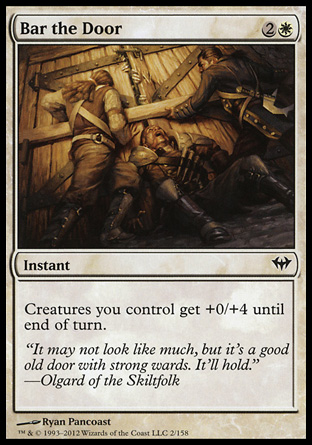 Bar the Door 2
Instant
Creatures you control get +0/+4 until
end of turn.
“It may not look like much, but it’s a good
old door with strong wards. It’ll hold.”
—Olgard of the Skiltfolk
Ryan Pancoast
™ & © 1993–2012 Wizards of the Coast LLC 2/158